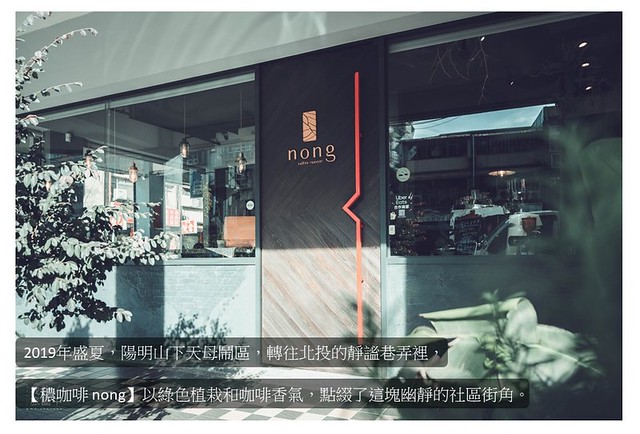 nong
coffee roaster
Uber
Eats
2019年盛夏，陽明山下天母鬧區，轉往北投的靜謐巷弄裡，
【穠咖啡 nong】以綠色植栽和咖啡香氣，點綴了這塊幽靜的社區街角。